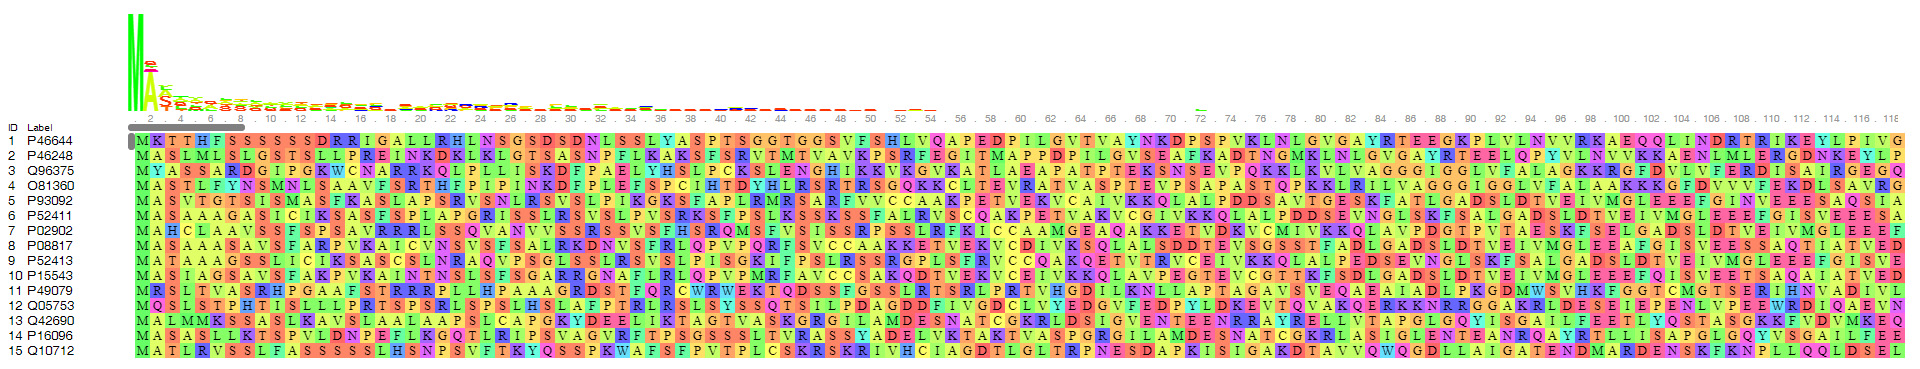 2 . 4 . 6 . 8 . 10 . 12 . 14 . 16 . 18 . 20 . 22 . 24 . 26 . 28 . 30 . 32 . 34 . 36 . 38 . 40 . 42 . 44 . 46 . 48 . 50 . 52 . 54 . 56 . 58 . 60 . 62 . 64 . 66 . 68 . 70 . 72 . 74 . 76 . 78 . 80 . 82 . 84 . 86 . 88 . 90 . 92 . 94 . 96 . 98 . 100 . 102 . 104 . 106 . 108 . 110 . 112 . 114 . 116 . 118
ID Label
1 P46644 MKTTHFSSSSSSDRRIGALLRHLNSGSDSDNLSSLYASPTSGGTGGSVFSHLVQAPEDPILGVTVAYNKDPSPVKLNLGVGAYRTEEGKPLVLNVVRKAEQQLINDRTRIKEYLPIVG
2 P46248 MASLMLSLGSTSLLPREINKDKLKLGTSASNPFLKAKSFSRVTMTVAVKPSRFEGITMAPPDPILGVSEAFKADTNGMKLNLGVGAYRTEELQPYVLNVVKKAENLMLERGDNKEYLP
3 Q96375 MYASSARDGIPGKWCNARRKQLPLLISKDFPAELYHSLPCKSLENGHIKKVKGVKATLAEAPATPTEKSNSEVPQKKLKVLVAGGGIGGLVFALAGKKRGFDVLVFERDISAIRGEGQ
4 O81360 MASTLFYNSMNLSAAVFSRTHFPIPINKDFPLEFSPCIHTDYHLRSRTRSGQKKCLTEVRATVASPTEVPSAPASTQPKKLRILVAGGGIGGLVFALAAKKKGFDVVVFEKDLSAVRG
5 P93092 MASVTGTSISMASFKASLAPSRVSNLRSVSLPIKGKSFAPLRMRSARFVVCCAAKPETVEKVCAIVKKQLALPDDSAVTGESKFATLGADSLDTVEIVMGLEEEFGINVEEESAQSIA
6 P52411 MASAAAGASICIKSASFSPLAPGRISSLRSVSLPVSRKSFPSLKSSKSSFALRVSCQAKPETVAKVCGIVKKQLALPDDSEVNGLSKFSALGADSLDTVEIVMGLEEEFGISVEEESA
7 P02902 MAHCLAAVSSFSPSAVRRRLSSQVANVVSSRSSVSFHSRQMSFVSISSRPSSLRFKICCAAMGEAQAKKETVDKVCMIVKKQLAVPDGTPVTAESKFSELGADSLDTVEIVMGLEEEF
8 P08817 MASAAASAVSFARPVKAICVNSVSFSALRKDNVSFRLQPVPQRFSVCCAAKKETVEKVCDIVKSQLALSDDTEVSGSSTFADLGADSLDTVEIVMGLEEAFGISVEESSAQTIATVED
9 P52413 MATAAAGSSLICIKSASCSLNRAQVPSGLSSLRSVSLPISGKIFPSLRSSRGPLSFRVCCQAKQETVTRVCEIVKKQLALPEDSEVNGLSKFSALGADSLDTVEIVMGLEEEFGISVE
10 P15543 MASIAGSAVSFAKPVKAINTNSLSFSGARRGNAFLRLQPVPMRFAVCCSAKQDTVEKVCEIVKKQLAVPEGTEVCGTTKFSDLGADSLDTVEIVMGLEEEFQISVEETSAQAIATVED
11 P49079 MRSLTVASRHPGAAFSTRRRPLLHPAAAGRDSTFQRCWRWEKTQDSSFGSSLRTSRLPRTVHGDILKNLLAPTAGAVSVEQAEAIADLPKGDMWSVHKFGGTCMGTSERIHNVADIVL
12 Q05753 MQSLSTPHTISLLLPRTSPSRLSPSLHSLAFPTRLRSLSYSSQTSILPDAGDDFIVGDCLVYEDGVFEDPYLDKEVTQVAKQERKKNRRGGAKRLDESEIEPENLVPEEWRDIQAEVN
13 Q42690 MALMMKSSASLKAVSLAALAAPSLCAPGKYDEELIKTAGTVASKGRGILAMDESNATCGKRLDSIGVENTEENRRAYRELLVTAPGLGQYISGAILFEETLYQSTASGKKFVDVMKEQ
14 P16096 MASASLLKTSPVLDNPEFLKGQTLRIPSVAGVRFTPSGSSSLTVRASSYADELVKTAKTVASPGRGILAMDESNATCGKRLASIGLENTEANRQAYRTLLISAPGLGQYVSGAILFEE
15 Q10712 MATLRVSSLFASSSSSLHSNPSVFTKYQSSPKWAFSFPVTPLCSKRSKRIVHCIAGDTLGLTRPNESDAPKISIGAKDTAVVQWQGDLLAIGATENDMARDENSKFKNPLLQQLDSEL